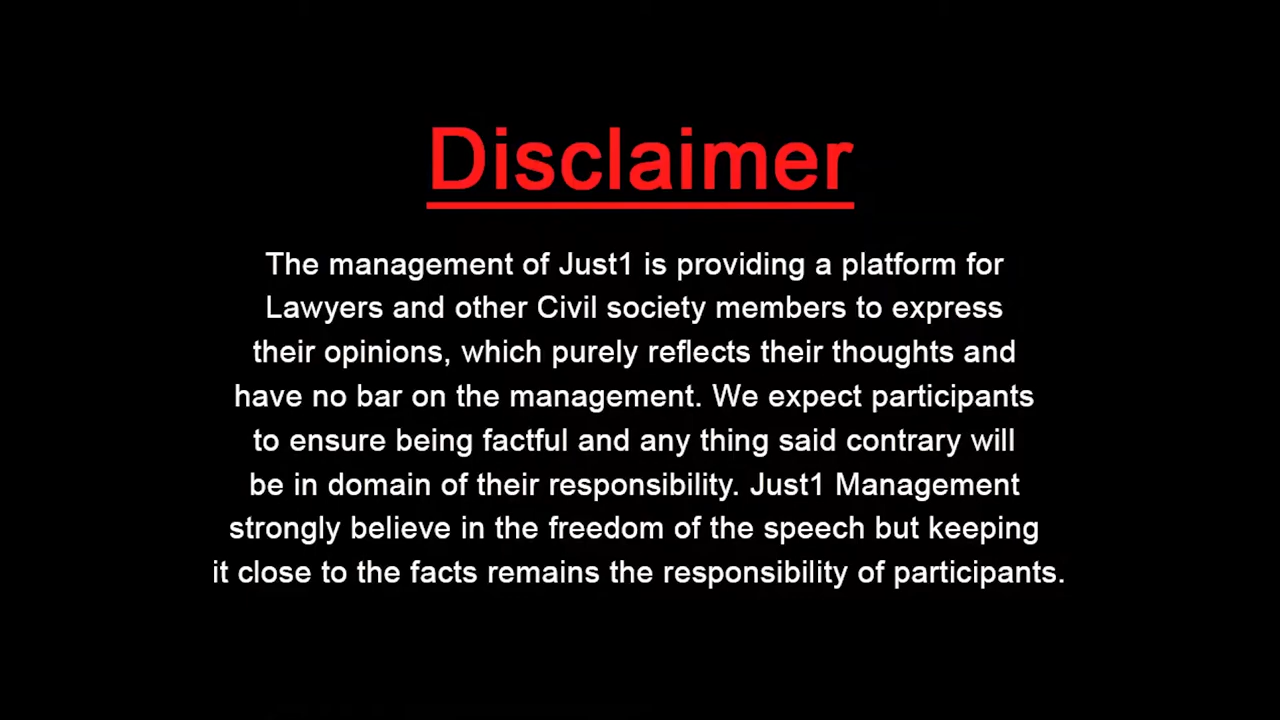 Disclaimer
The management of Just1 is providing a platform for
Lawyers and other Civil society members to express
their opinions, which purely reflects their thoughts and
have no bar on the management. We expect participants
to ensure being factful and any thing said contrary will
be in domain of their responsibility. Just1 Management
strongly believe in the freedom of the speech but keeping
it close to the facts remains the responsibility of participants.